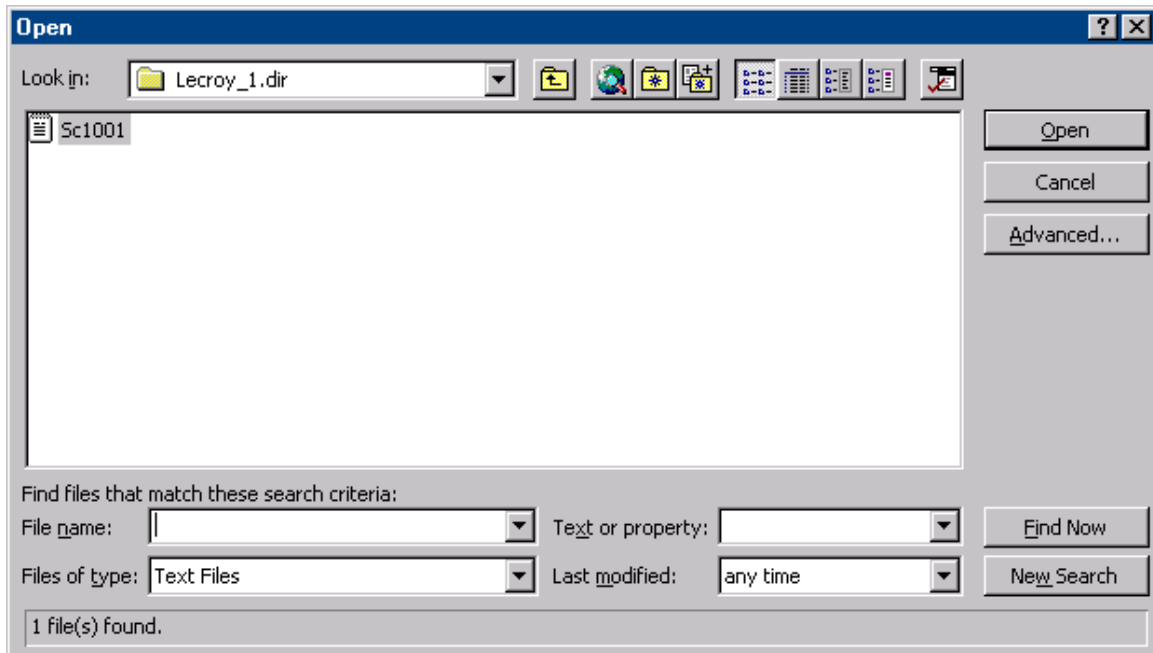 Open
Look in: Lecroy_1.dir
Sc1001
Open
Cancel
Advanced...
Find files that match these search criteria:
File name: Text or property: Find Now
Files of type: Text Files Last modified: any time New Search
1 file(s) found.